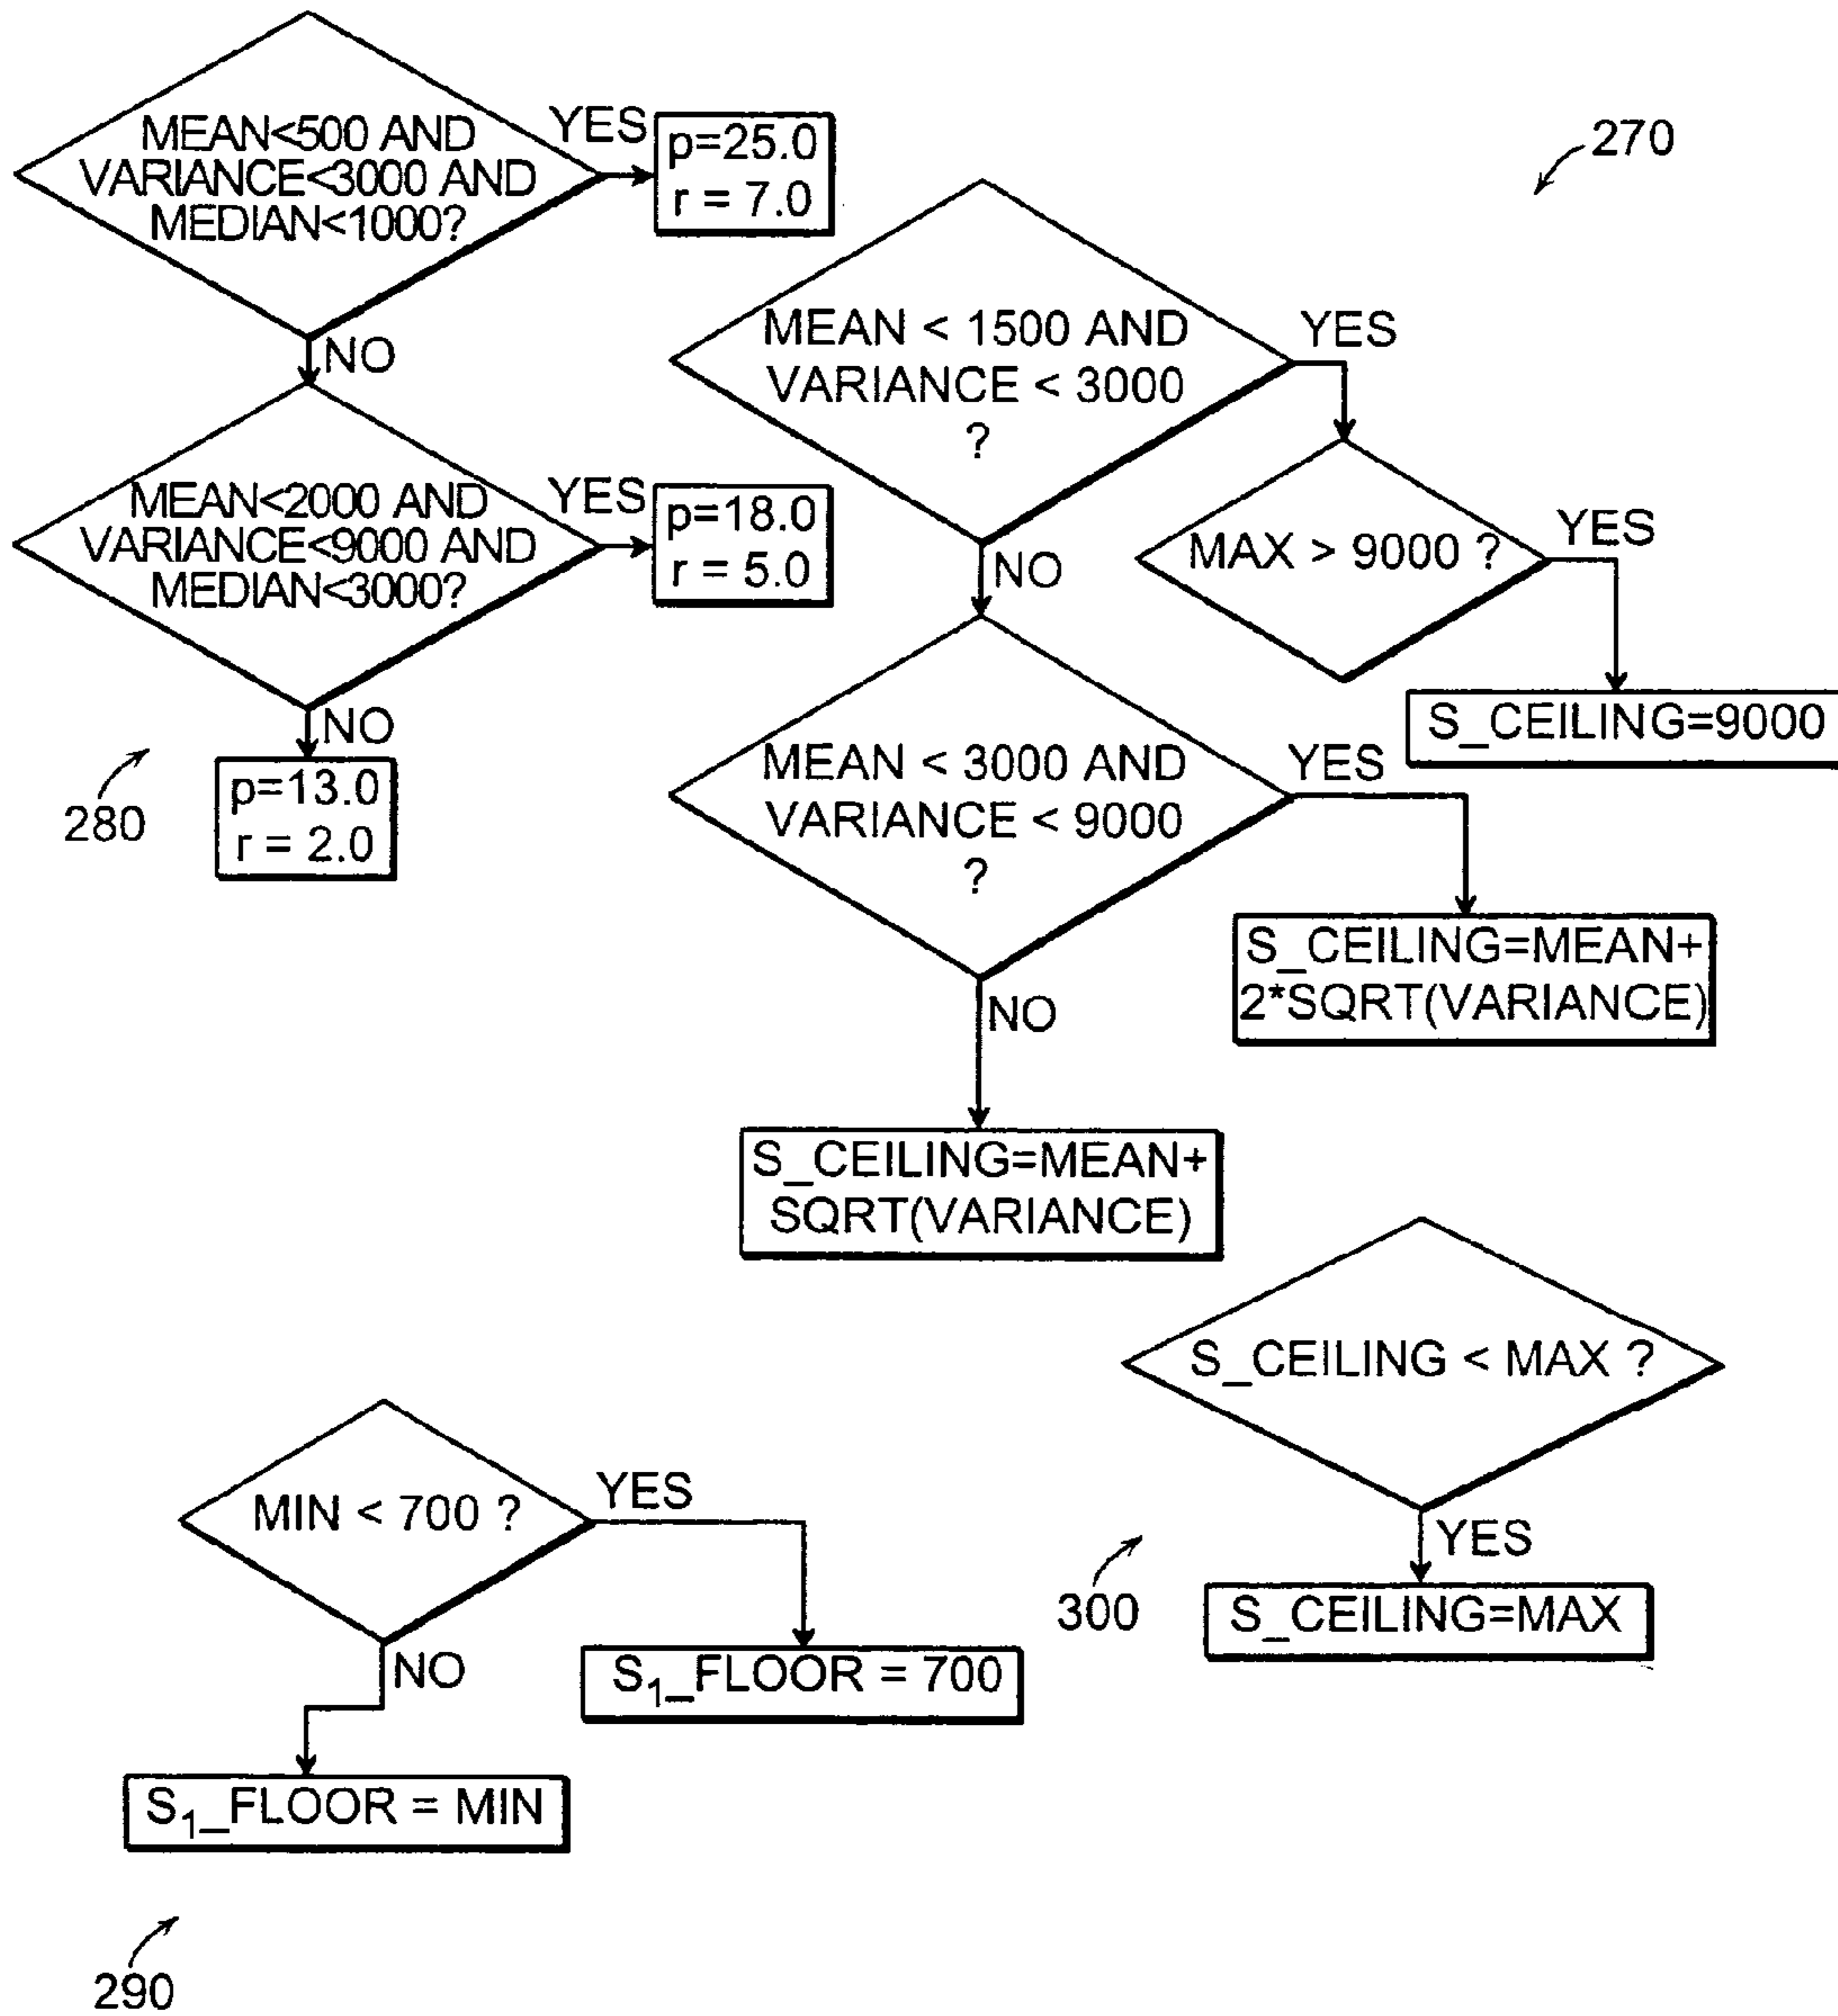 MEAN<500 AND
VARIANCE<3000 AND
MEDIAN<1000?
YES
p=25.0
r = 7.0
NO
MEAN<2000 AND
VARIANCE<9000 AND
MEDIAN<3000?
YES
p=18.0
r = 5.0
NO
p=13.0
r = 2.0
280
270
MEAN < 1500 AND
VARIANCE < 3000
?
YES
MAX > 9000 ?
YES
S_CEILING=9000
NO
MEAN < 3000 AND
VARIANCE < 9000
?
YES
S_CEILING=MEAN+
2*SQRT(VARIANCE)
NO
S_CEILING=MEAN+
SQRT(VARIANCE)
S_CEILING < MAX ?
YES
S_CEILING=MAX
300
MIN < 700 ?
YES
S₁_FLOOR = 700
NO
S₁_FLOOR = MIN
290